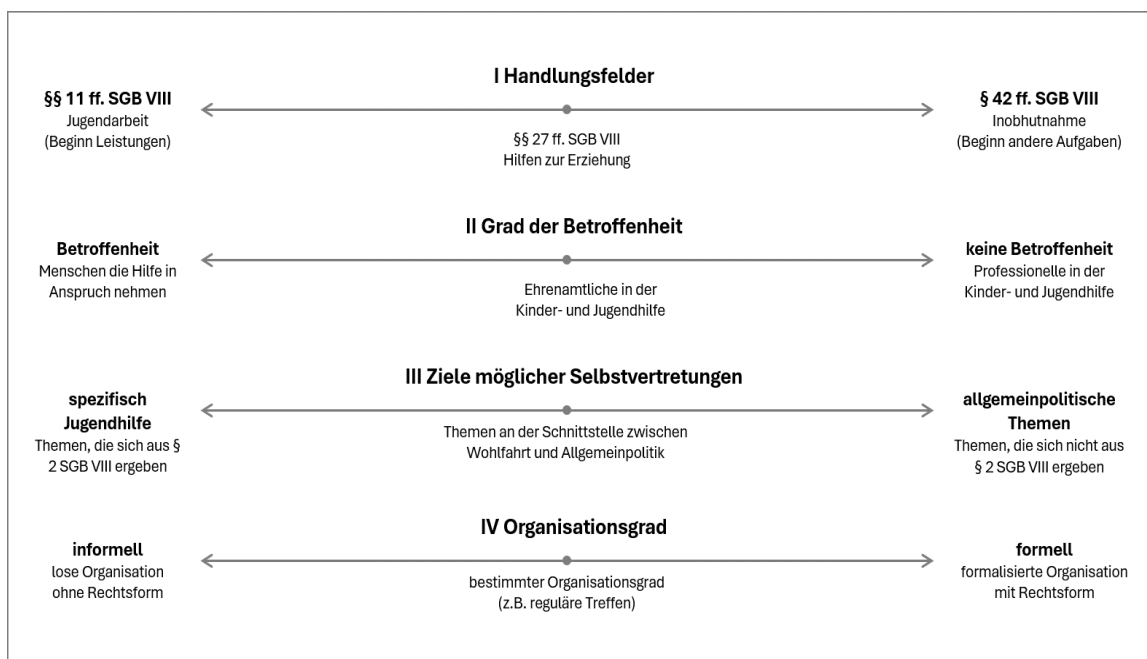 I Handlungsfelder
§§ 11 ff. SGB VIII
Jugendarbeit
(Beginn Leistungen)
§§ 27 ff. SGB VIII
Hilfen zur Erziehung
§ 42 ff. SGB VIII
Inobhutnahme
(Beginn andere Aufgaben)
II Grad der Betroffenheit
Betroffenheit
Menschen die Hilfe in
Anspruch nehmen
Ehrenamtliche in der
Kinder- und Jugendhilfe
keine Betroffenheit
Professionelle in der
Kinder- und Jugendhilfe
III Ziele möglicher Selbstvertretungen
spezifisch
Jugendhilfe
Themen, die sich aus §
2 SGB VIII ergeben
Themen an der Schnittstelle zwischen
Wohlfahrt und Allgemeinpolitik
allgemeinpolitische
Themen
Themen, die sich nicht aus
§ 2 SGB VIII ergeben
IV Organisationsgrad
informell
lose Organisation
ohne Rechtsform
bestimmter Organisationsgrad
(z.B. reguläre Treffen)
formell
formalisierte Organisation
mit Rechtsform